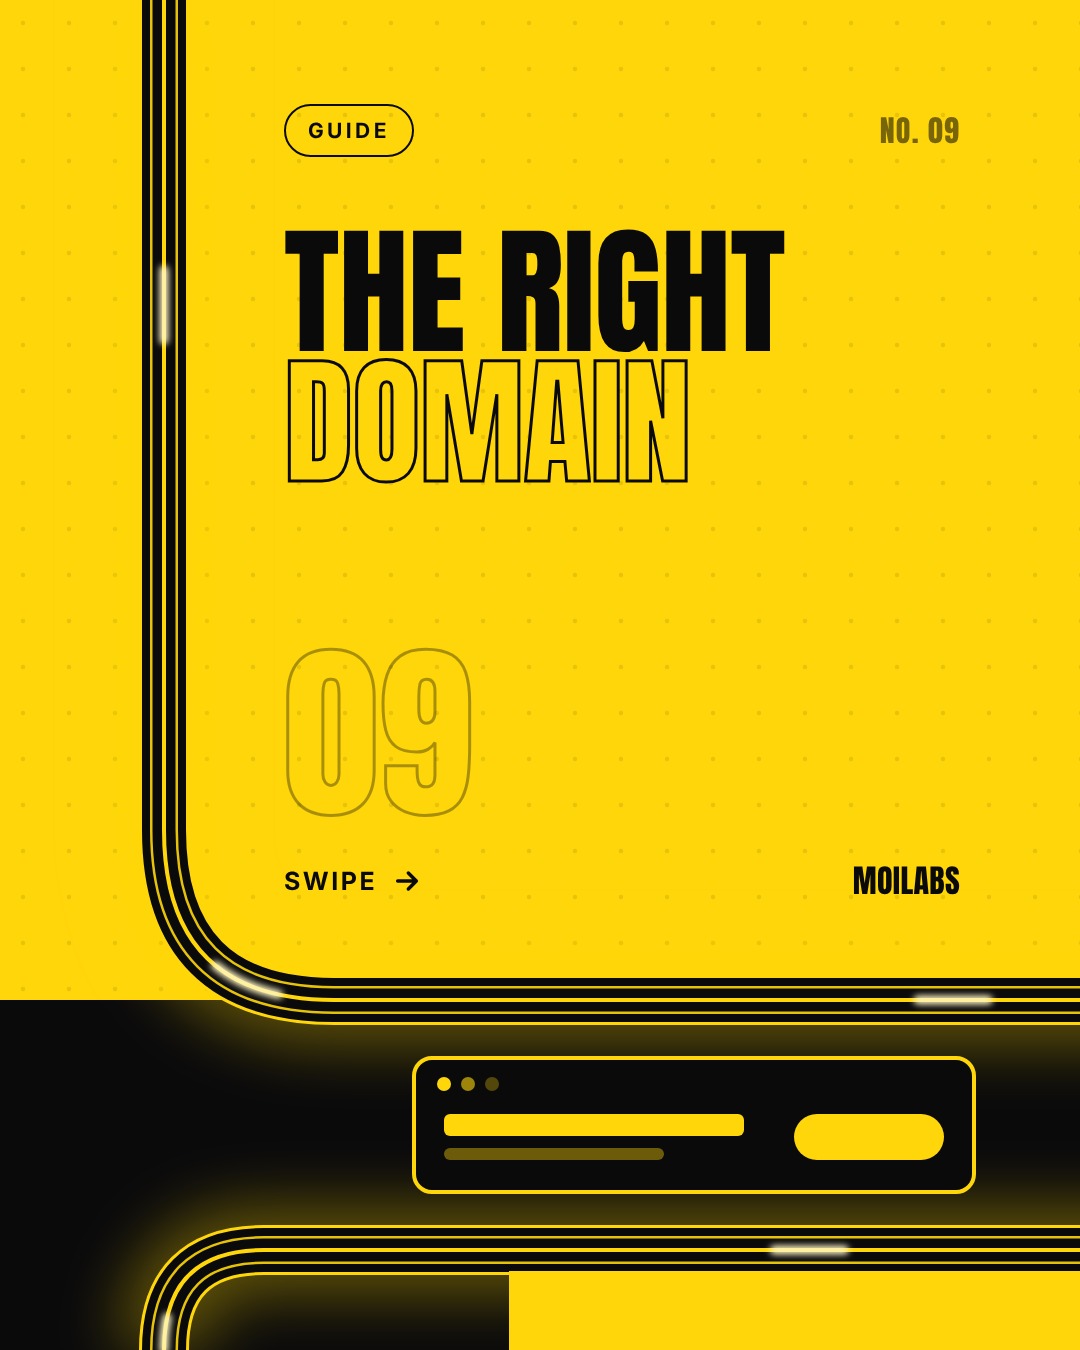 GUIDE
NO. 09
THE RIGHT
DOMAIN
09
SWIPE →
MOILABS